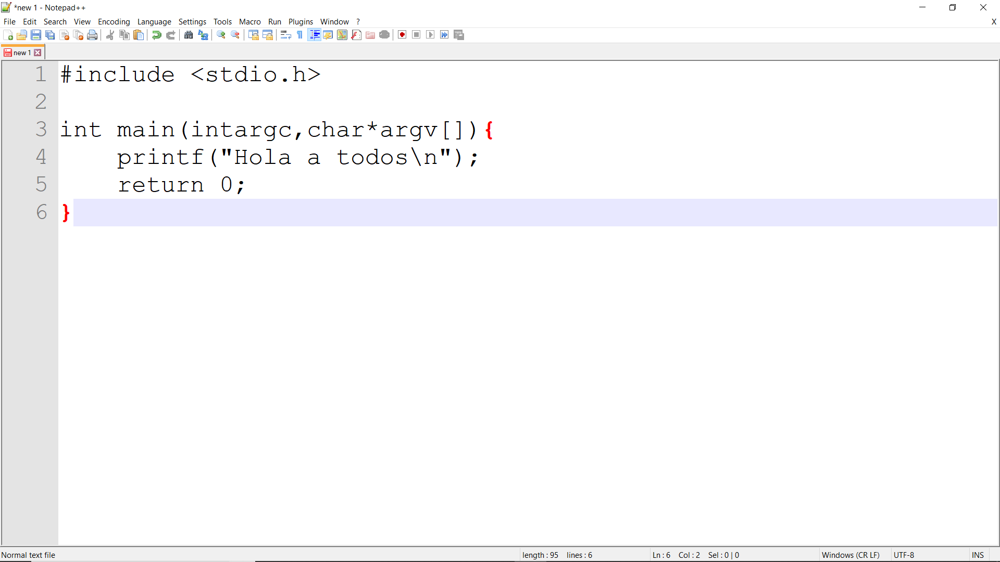 *new 1 - Notepad++
File Edit Search View Encoding Language Settings Tools Macro Run Plugins Window ? X
new 1
1 #include <stdio.h>
2
3 int main(intargc,char*argv[]){
4     printf("Hola a todos\n");
5     return 0;
6 }
Normal text file length : 95 lines : 6 Ln : 6 Col : 2 Sel : 0 | 0 Windows (CR LF) UTF-8 INS